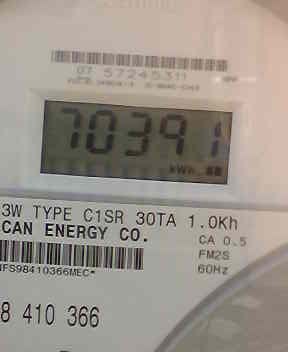 07 57245311
70391
kWh
3W TYPE C1SR 30TA 1.0Kh
CAN ENERGY CO.
CA 0.5
FM2S
60Hz
NFS98410366MEC*
8 410 366